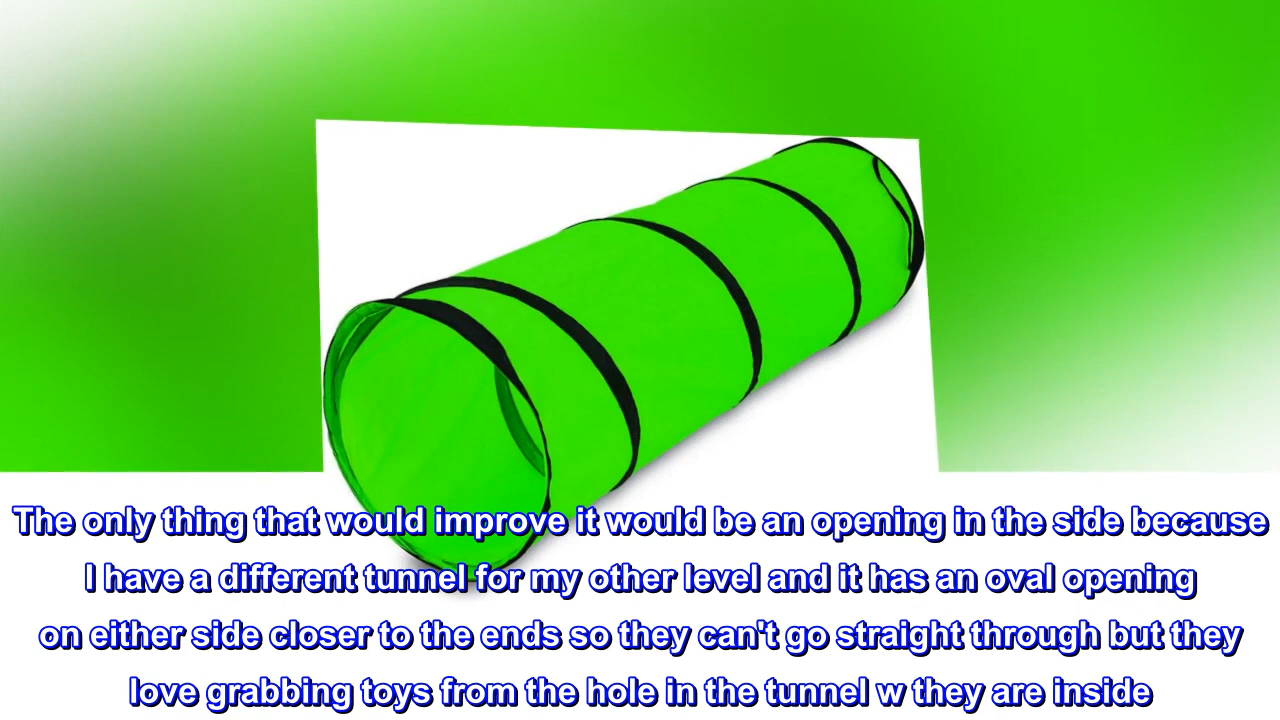 The only thing that would improve it would be an opening in the side because
I have a different tunnel for my other level and it has an oval opening
on either side closer to the ends so they can't go straight through but they
love grabbing toys from the hole in the tunnel w they are inside